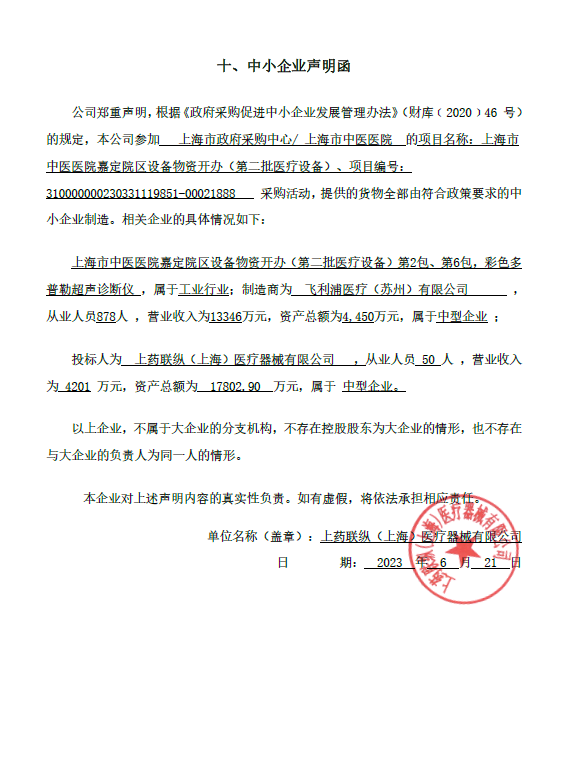 十、中小企业声明函
公司郑重声明，根据《政府采购促进中小企业发展管理办法》（财库﹝2020﹞46 号）
的规定，本公司参加 上海市政府采购中心/ 上海市中医医院 的项目名称：上海市
中医医院嘉定院区设备物资开办（第二批医疗设备）、项目编号：
310000000230331119851-00021888 采购活动，提供的货物全部由符合政策要求的中
小企业制造。相关企业的具体情况如下：
上海市中医医院嘉定院区设备物资开办（第二批医疗设备）第2包、第6包，彩色多
普勒超声诊断仪 ，属于工业行业；制造商为 飞利浦医疗（苏州）有限公司 ，
从业人员878人 ，营业收入为13346万元，资产总额为4,450万元，属于中型企业 ；
投标人为 上药联纵（上海）医疗器械有限公司 ，从业人员 50 人 ，营业收入
为 4201 万元，资产总额为 17802.90 万元，属于 中型企业。
以上企业，不属于大企业的分支机构，不存在控股股东为大企业的情形，也不存在
与大企业的负责人为同一人的情形。
本企业对上述声明内容的真实性负责。如有虚假，将依法承担相应责任。
单位名称（盖章）：上药联纵（上海）医疗器械有限公司
日 期： 2023 年 6 月 21 日
上药联纵（上海）医疗器械有限公司